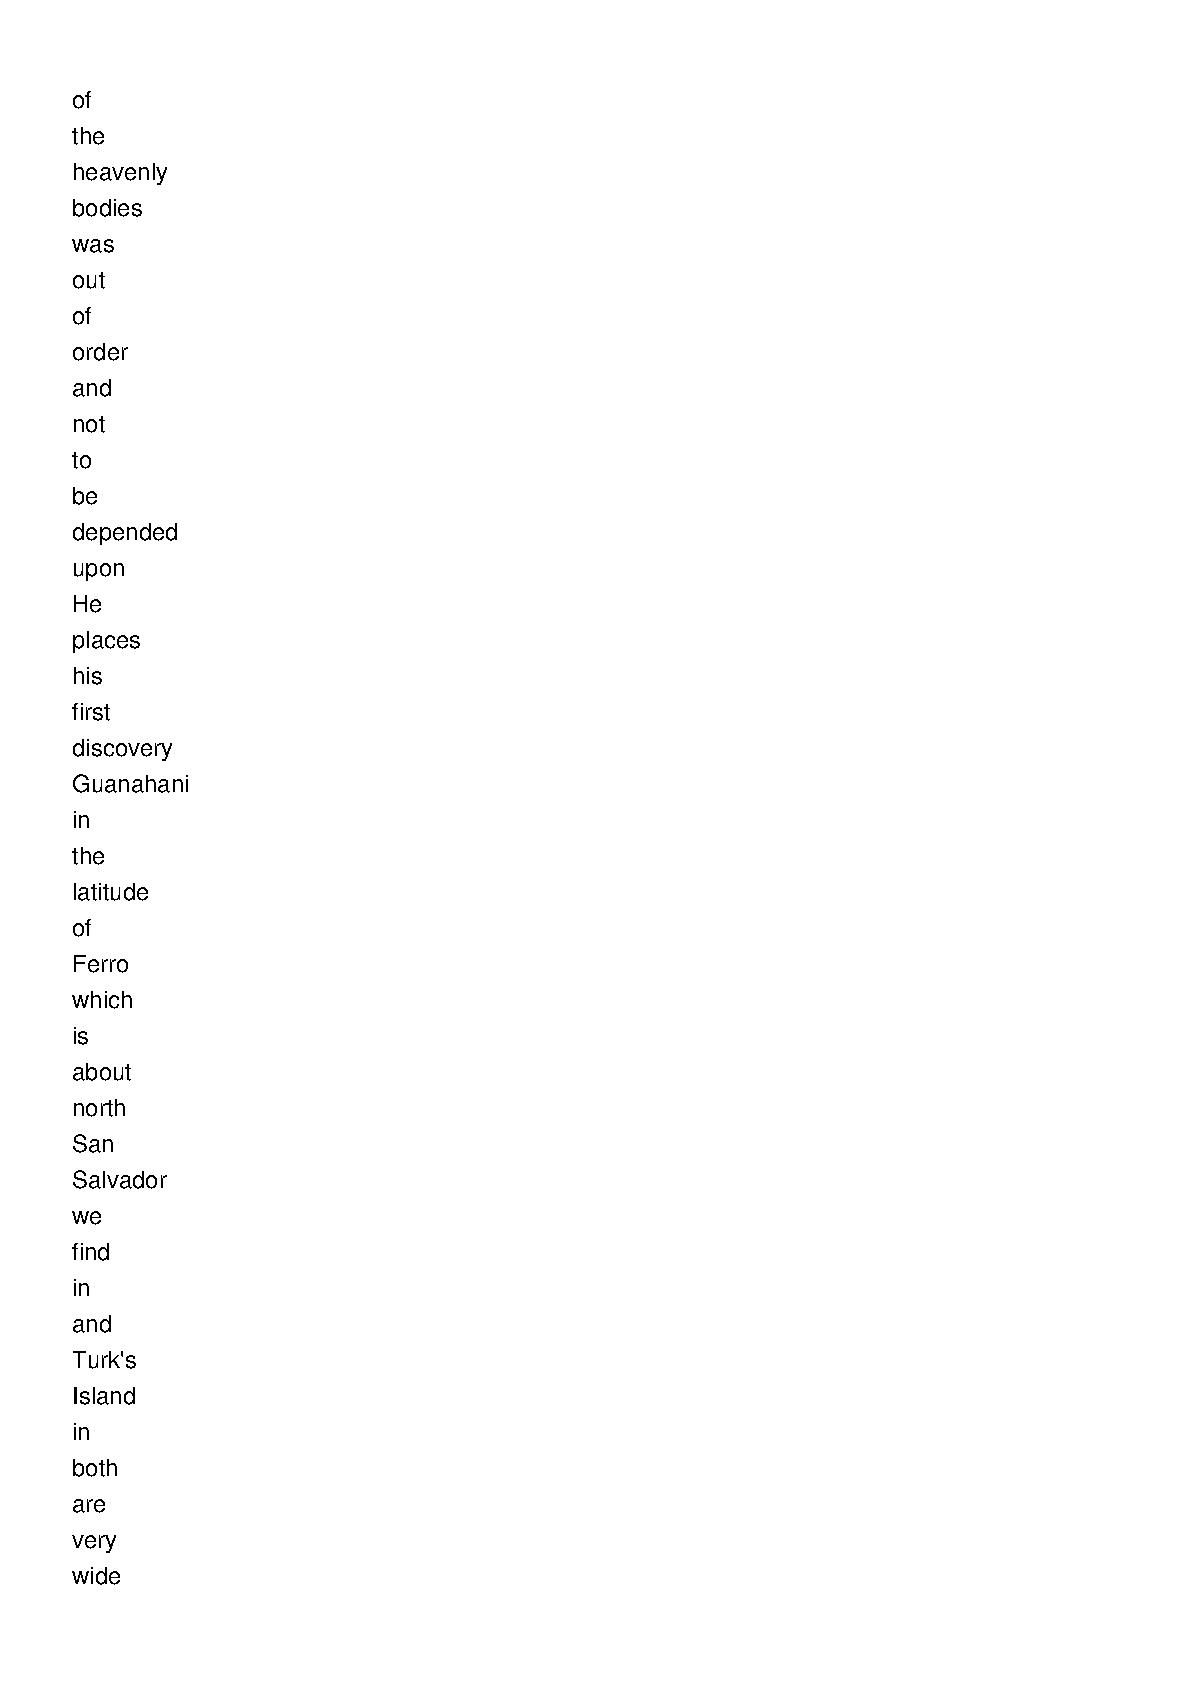 of
the
heavenly
bodies
was
out
of
order
and
not
to
be
depended
upon
He
places
his
first
discovery
Guanahani
in
the
latitude
of
Ferro
which
is
about
north
San
Salvador
we
find
in
and
Turk's
Island
in
both
are
very
wide